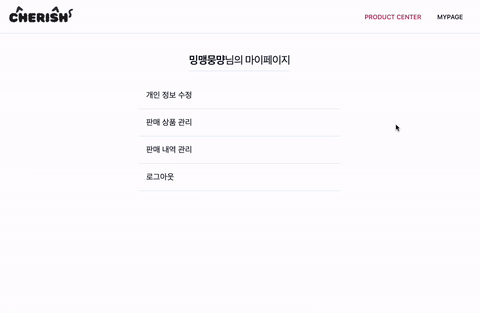 CHERISH
PRODUCT CENTER
MYPAGE
밍맹뭉먕님의 마이페이지
개인 정보 수정
판매 상품 관리
판매 내역 관리
로그아웃